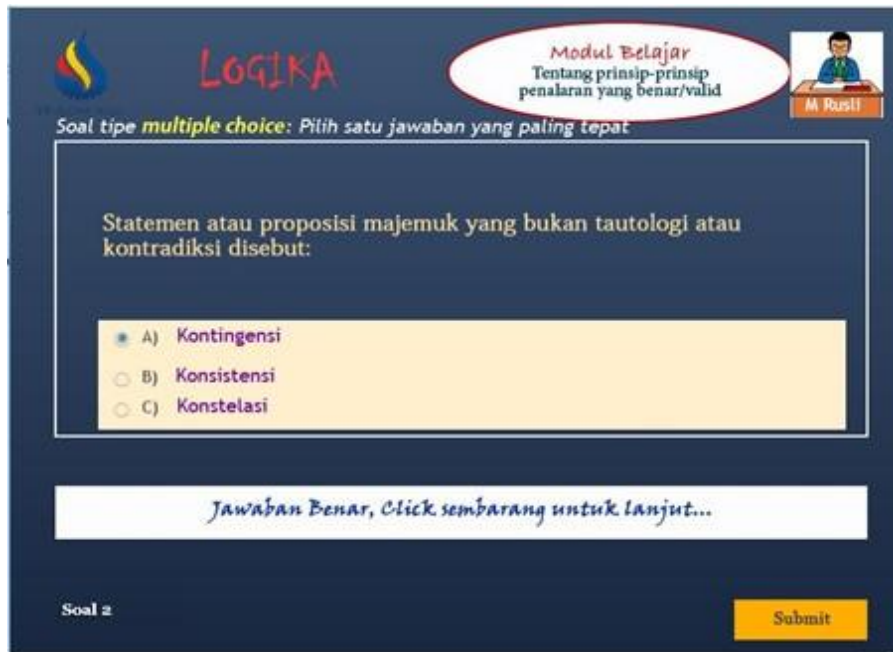 LOGIKA
Modul Belajar
Tentang prinsip-prinsip
penalaran yang benar/valid
M Rusli
Soal tipe multiple choice: Pilih satu jawaban yang paling tepat
Statemen atau proposisi majemuk yang bukan tautologi atau
kontradiksi disebut:
A) Kontingensi
B) Konsistensi
C) Konstelasi
Jawaban Benar, Click sembarang untuk lanjut...
Soal 2
Submit